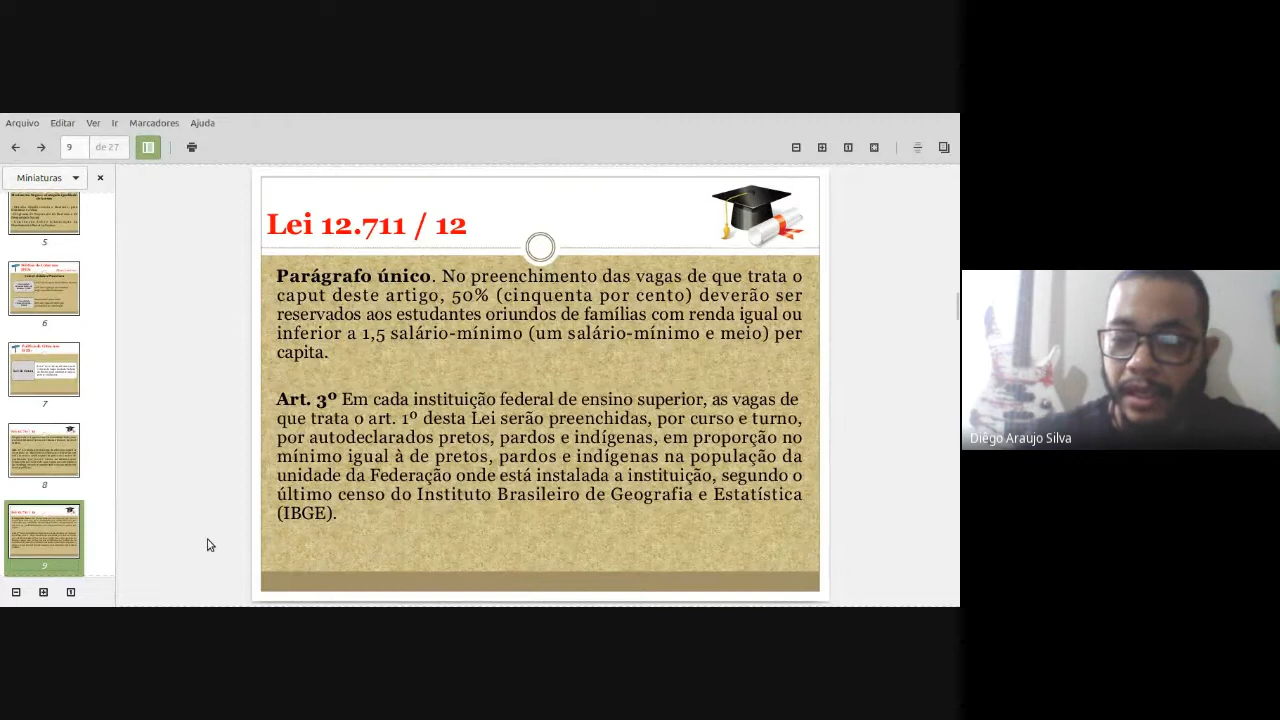 Arquivo Editar Ver Ir Marcadores Ajuda
9 de 27
Miniaturas
5
6
7
8
9
Lei 12.711 / 12
Parágrafo único. No preenchimento das vagas de que trata o
caput deste artigo, 50% (cinquenta por cento) deverão ser
reservados aos estudantes oriundos de famílias com renda igual ou
inferior a 1,5 salário-mínimo (um salário-mínimo e meio) per
capita.
Art. 3º Em cada instituição federal de ensino superior, as vagas de
que trata o art. 1º desta Lei serão preenchidas, por curso e turno,
por autodeclarados pretos, pardos e indígenas, em proporção no
mínimo igual à de pretos, pardos e indígenas na população da
unidade da Federação onde está instalada a instituição, segundo o
último censo do Instituto Brasileiro de Geografia e Estatística
(IBGE).
Diêgo Araujo Silva